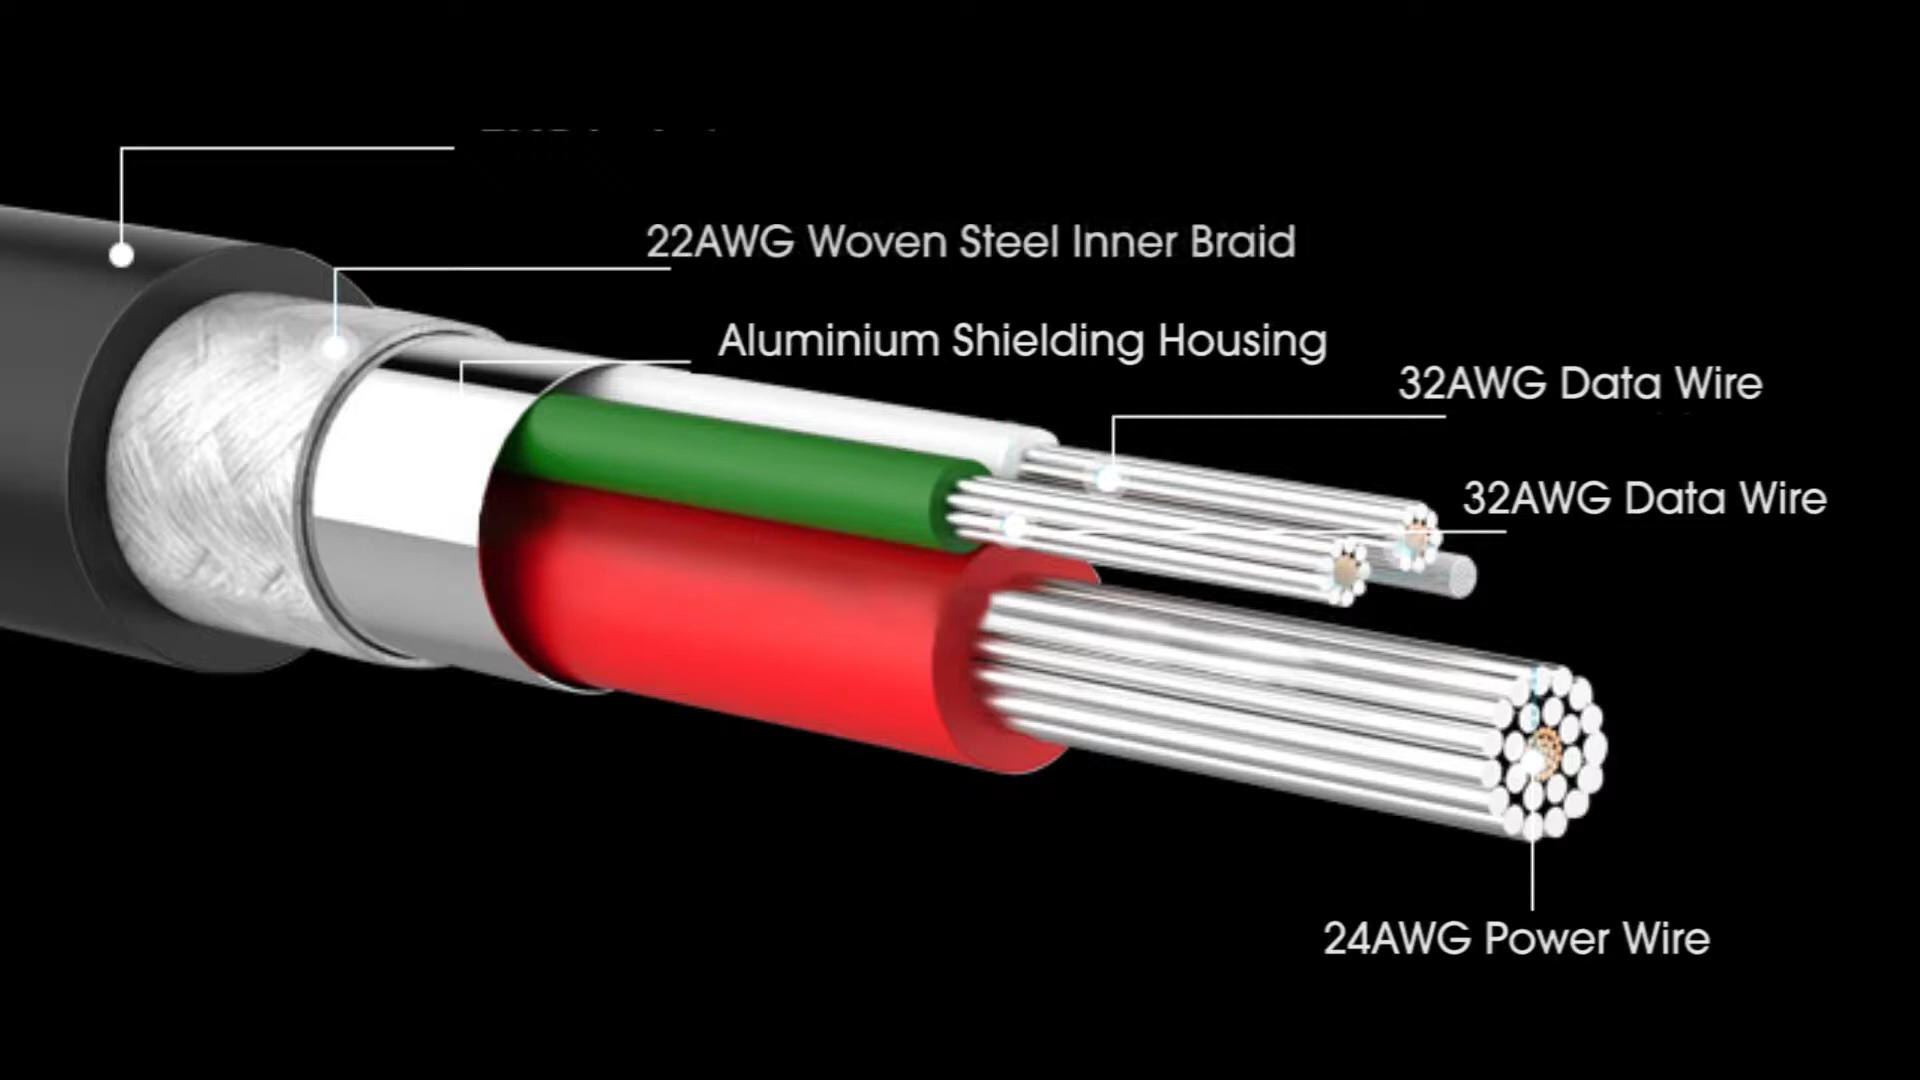 22AWG Woven Steel Inner Braid
Aluminium Shielding Housing
32AWG Data Wire
32AWG Data Wire
24AWG Power Wire